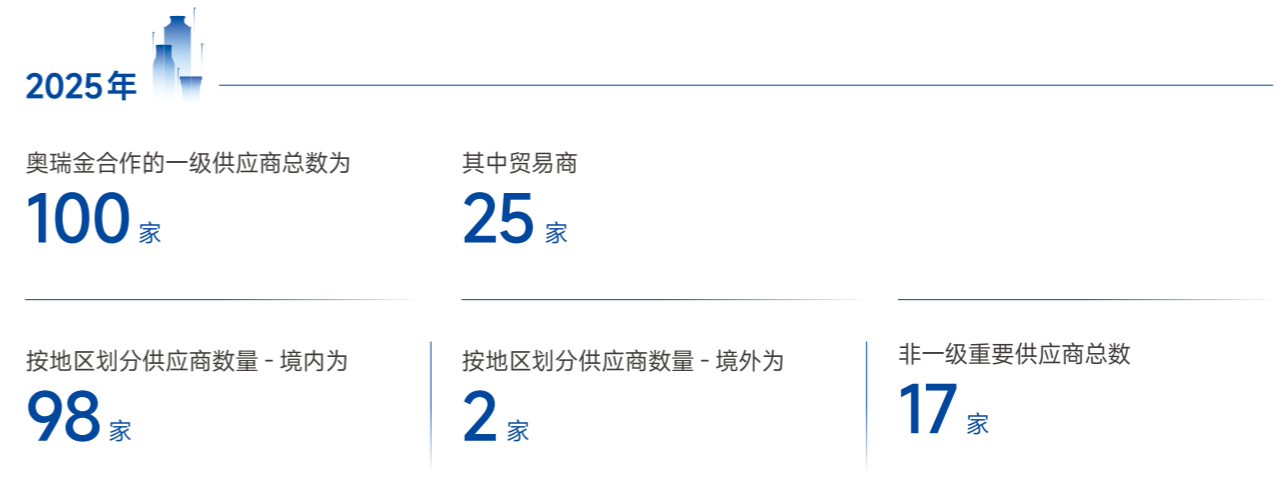 2025年
奥瑞金合作的一级供应商总数为
100 家
其中贸易商
25 家
按地区划分供应商数量 - 境内为
98 家
按地区划分供应商数量 - 境外为
2 家
非一级重要供应商总数
17 家